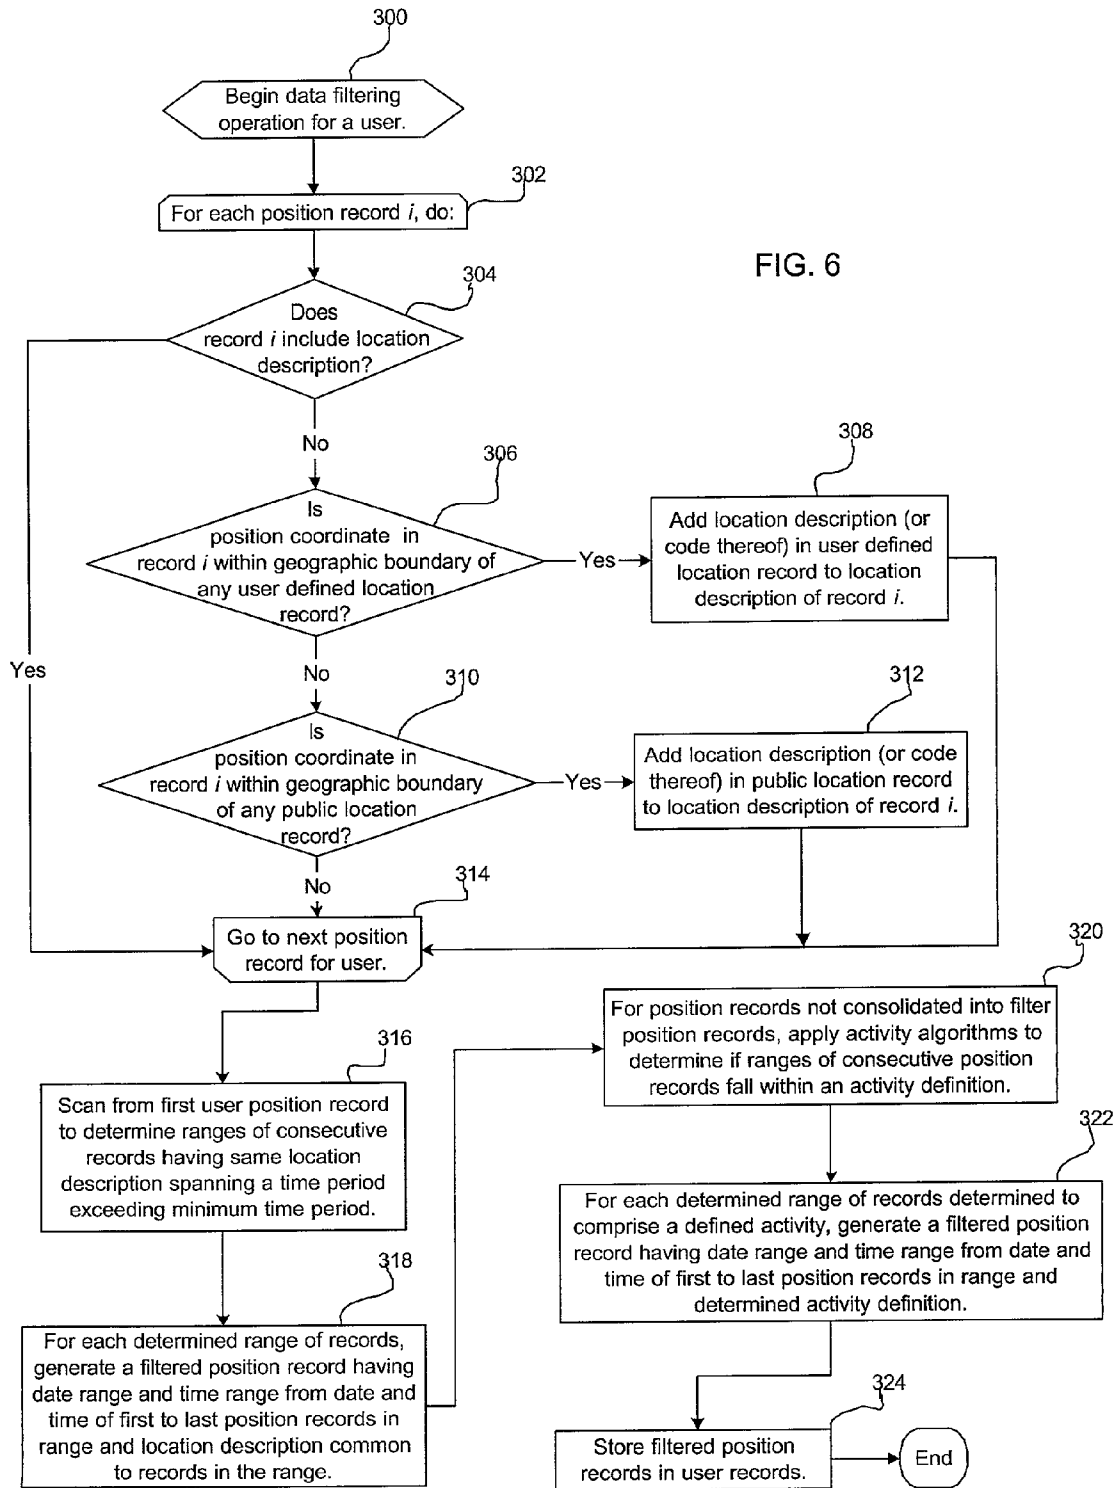 300
Begin data filtering
operation for a user.
302
For each position record i, do:
FIG. 6
304
Does
record i include location
description?
No
306
Is
position coordinate in
record i within geographic boundary of
any user defined location
record?
Yes
308
Add location description (or
code thereof) in user defined
location record to location
description of record i.
Yes
No
310
Is
position coordinate in
record i within geographic boundary
of any public location
record?
Yes
312
Add location description (or code
thereof) in public location record
to location description of record i.
No
314
Go to next position
record for user.
316
Scan from first user position record
to determine ranges of consecutive
records having same location
description spanning a time period
exceeding minimum time period.
318
For each determined range of records,
generate a filtered position record having
date range and time range from date and
time of first to last position records in
range and location description common
to records in the range.
320
For position records not consolidated into filter
position records, apply activity algorithms to
determine if ranges of consecutive position
records fall within an activity definition.
322
For each determined range of records determined to
comprise a defined activity, generate a filtered position
record having date range and time range from date and
time of first to last position records in range and
determined activity definition.
324
Store filtered position
records in user records.
End